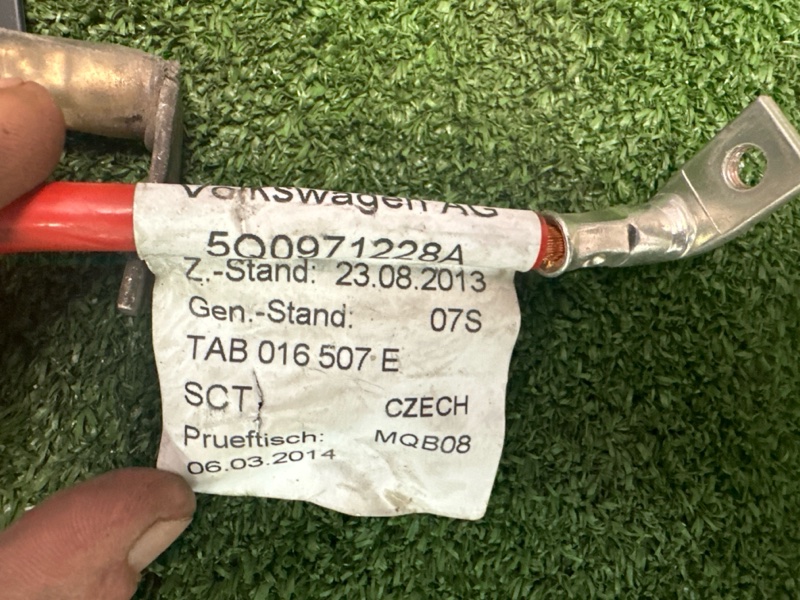 Volkswagen AG
5Q0971228A
Z.-Stand: 23.08.2013
Gen.-Stand: 07S
TAB 016 507 E
SCT CZECH
Prueftisch: MQB08
06.03.2014